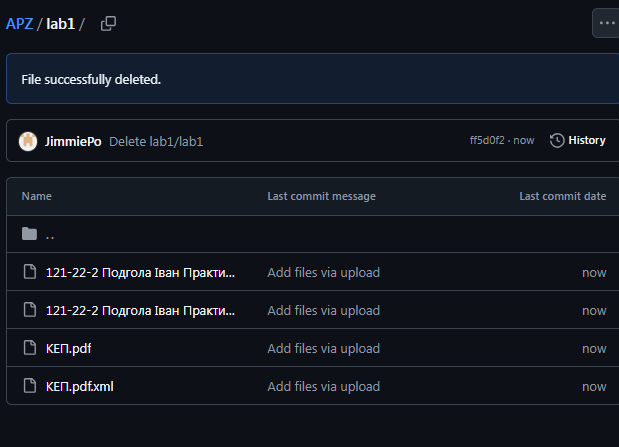 APZ / lab1 /
File successfully deleted.
JimmiePo Delete lab1/lab1 ff5d0f2 · now History
Name Last commit message Last commit date
..
121-22-2 Подгола Іван Практи... Add files via upload now
121-22-2 Подгола Іван Практи... Add files via upload now
КЕП.pdf Add files via upload now
КЕП.pdf.xml Add files via upload now